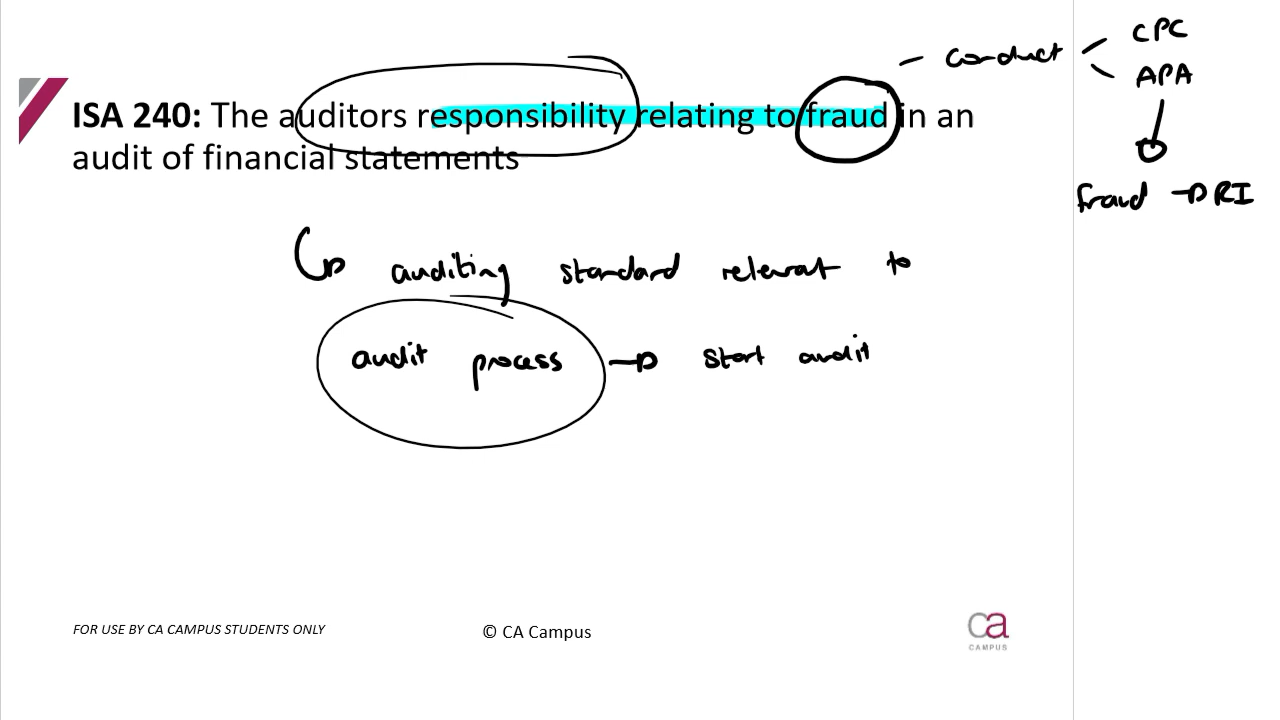 CPC
– conduct
APA
ISA 240: The auditors responsibility relating to fraud in an
audit of financial statements
fraud → RI
↳ auditing standard relevat to
audit process → start audit
FOR USE BY CA CAMPUS STUDENTS ONLY
© CA Campus
ca
CAMPUS